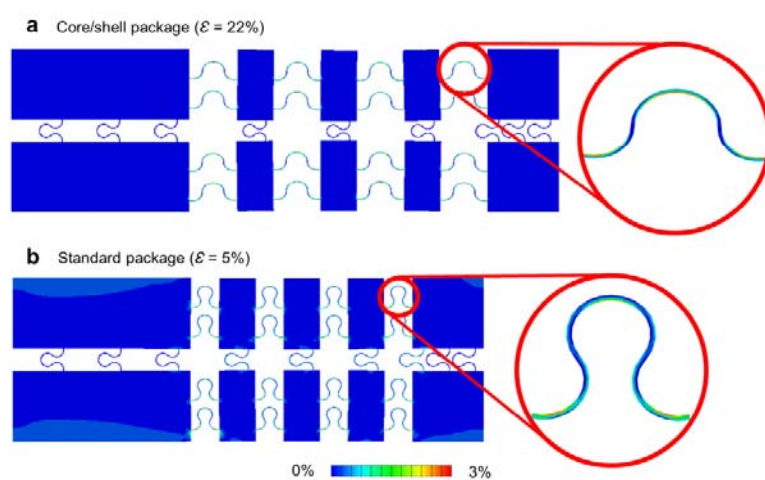 a Core/shell package (ℰ = 22%)
b Standard package (ℰ = 5%)
0% 3%